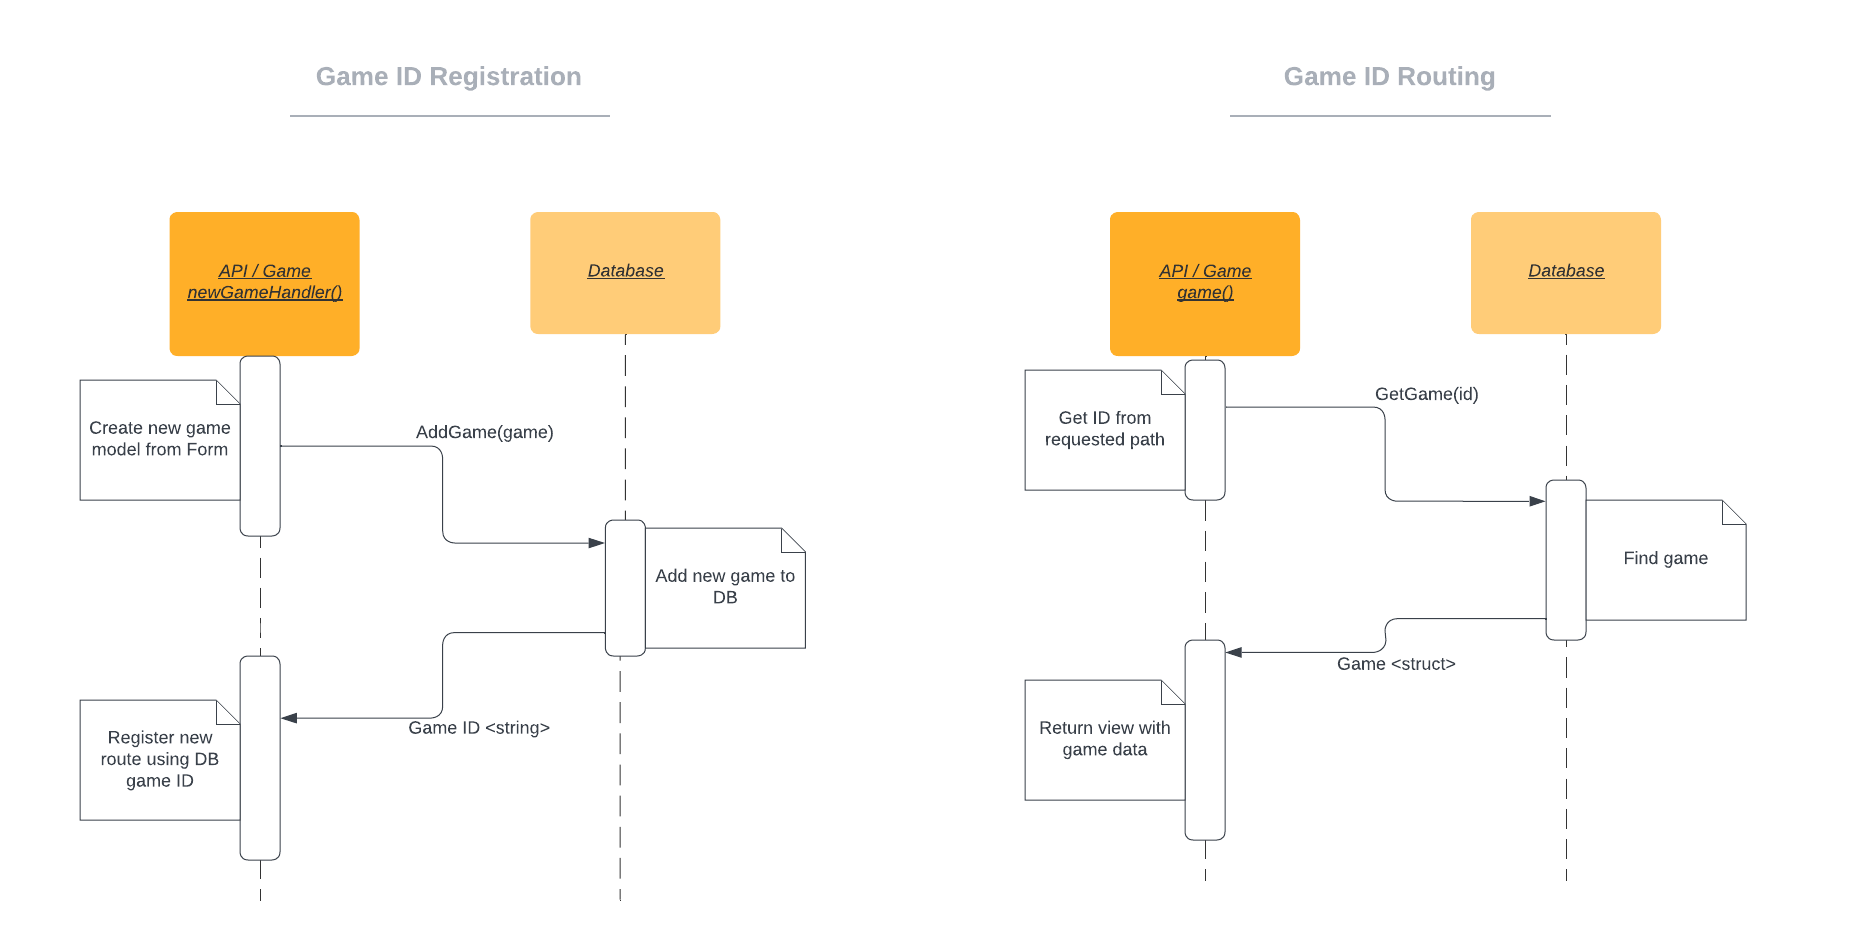 Game ID Registration
API / Game
newGameHandler()
Database
Create new game
model from Form
AddGame(game)
Add new game to
DB
Game ID <string>
Register new
route using DB
game ID
Game ID Routing
API / Game
game()
Database
Get ID from
requested path
GetGame(id)
Find game
Game <struct>
Return view with
game data